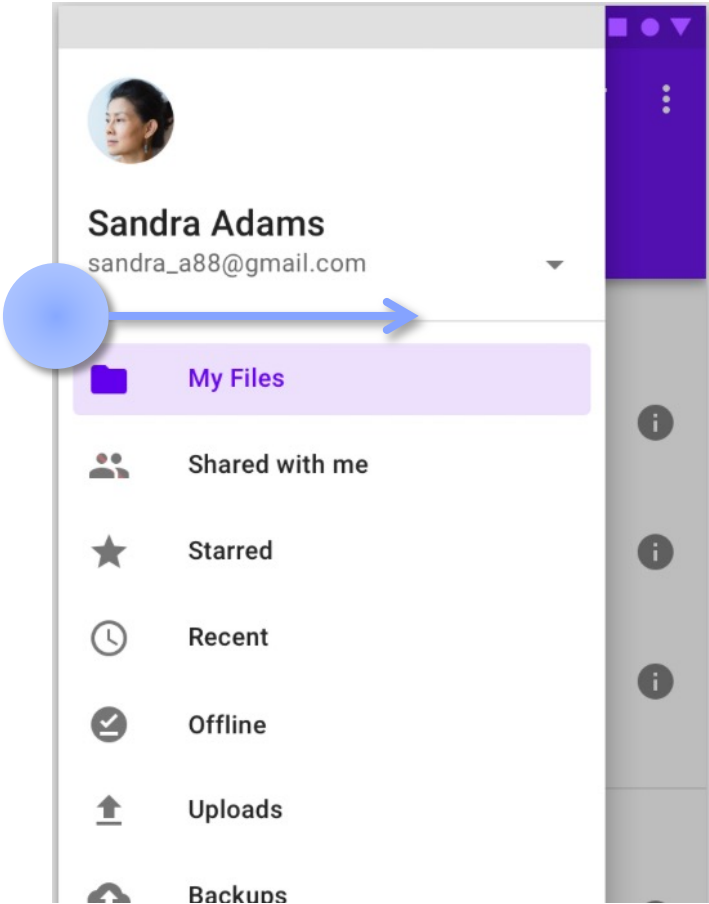 Sandra Adams
sandra_a88@gmail.com
My Files
Shared with me
Starred
Recent
Offline
Uploads
Backups